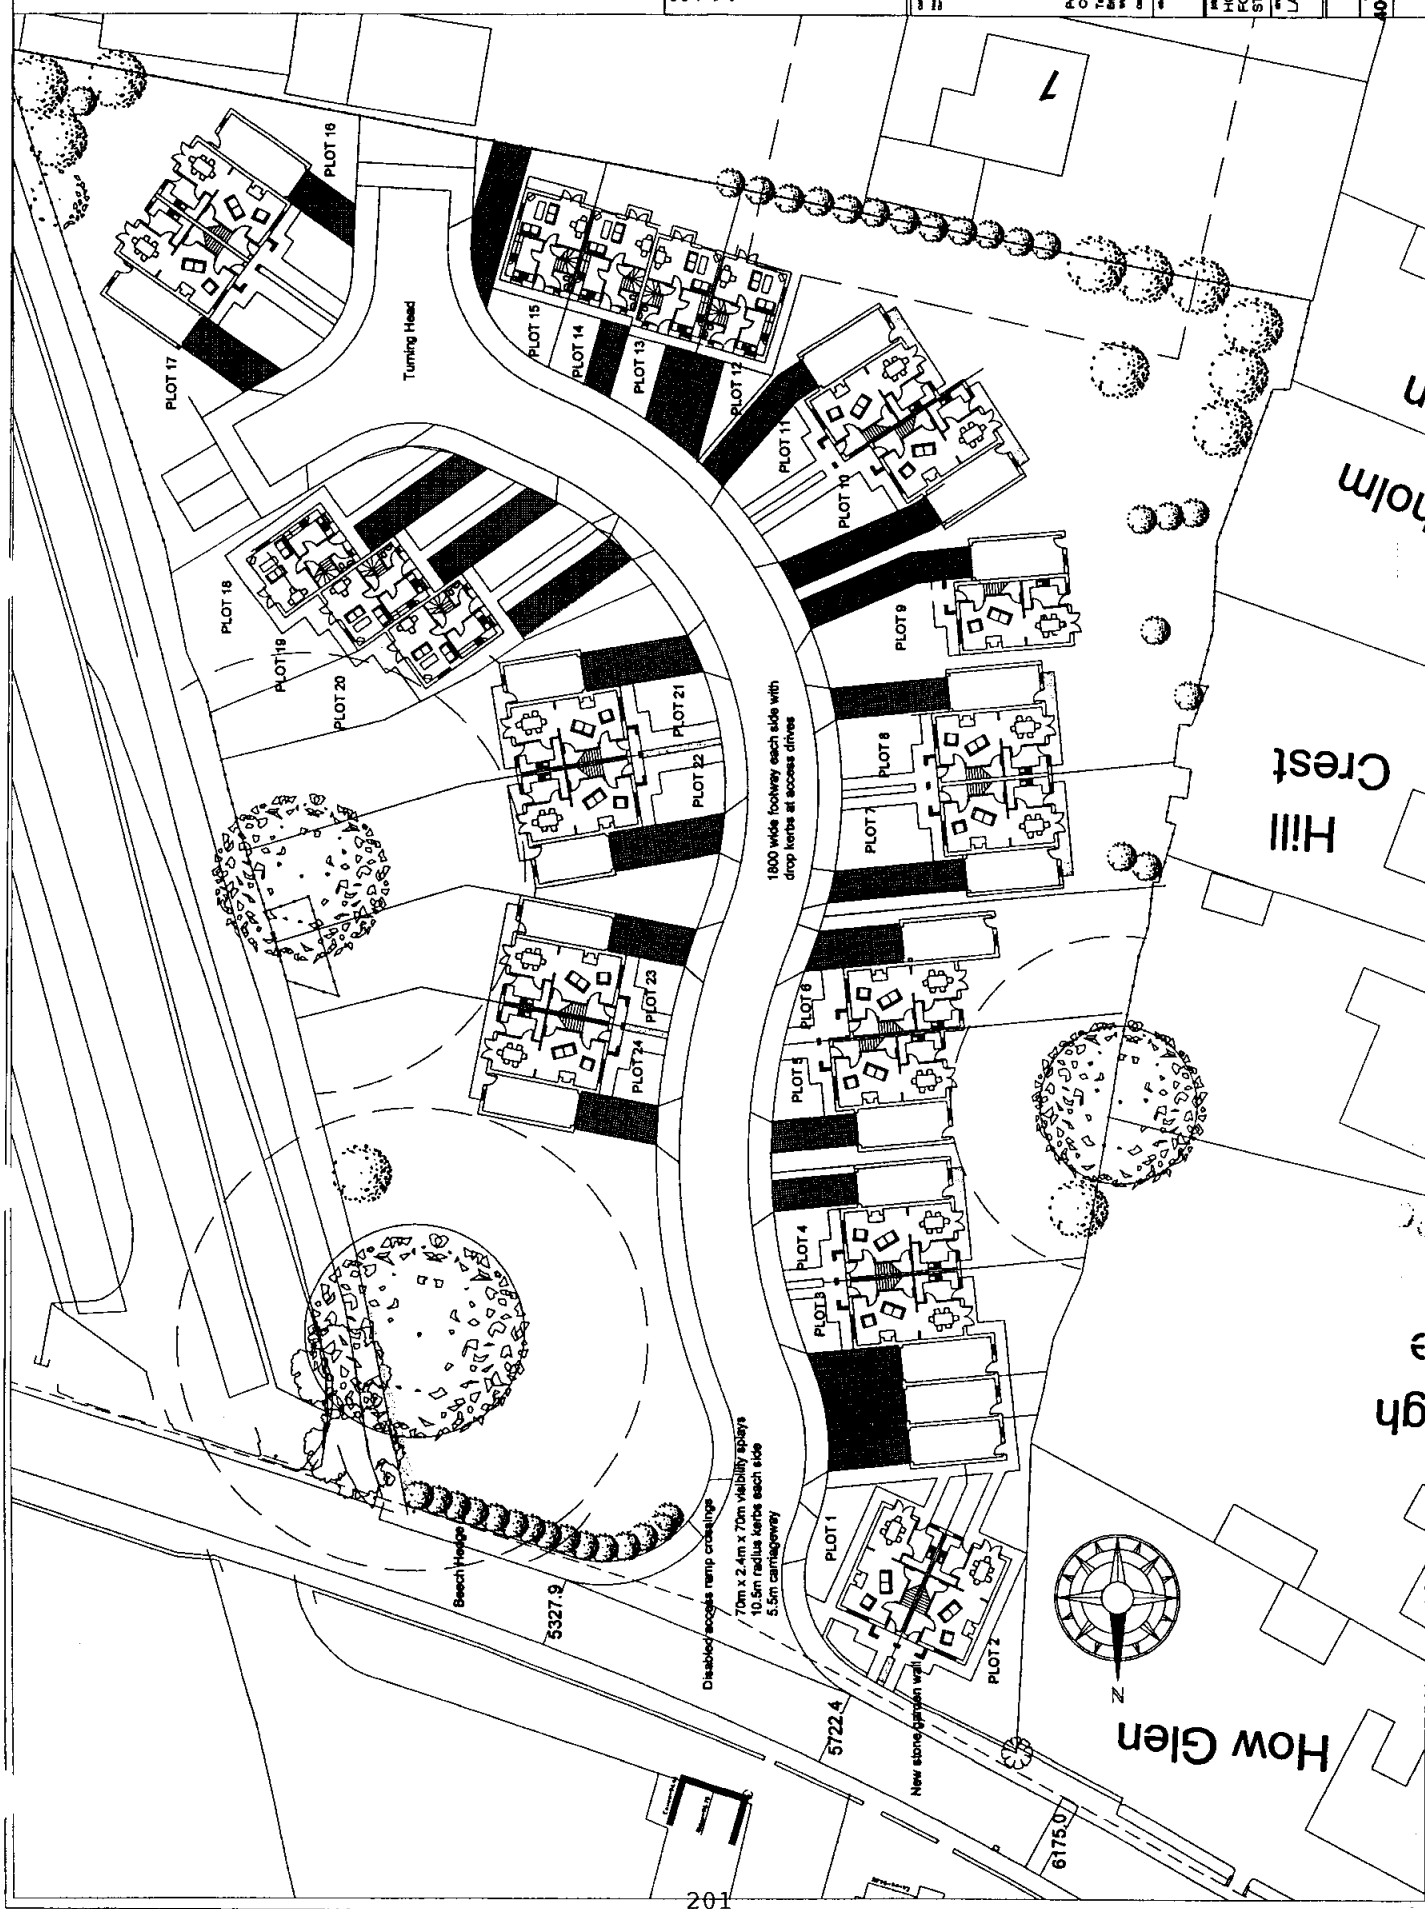 PLOT 16
PLOT 17
Turning Head
PLOT 15
PLOT 14
PLOT 13
PLOT 12
PLOT 11
PLOT 10
PLOT 9
PLOT 8
PLOT 7
PLOT 6
PLOT 5
PLOT 4
PLOT 3
PLOT 1
PLOT 2
PLOT 18
PLOT 19
PLOT 20
PLOT 21
PLOT 22
PLOT 23
PLOT 24
1800 wide footway each side with
drop kerbs at access drives
Disabled access ramp crossings
70m x 2.4m x 70m visibility splays
10.5m radius kerbs each side
5.5m carriageway
Beech Hedge
New stone garden wall
5327.9
5722.4
6175.0
N
1
Hill
Crest
How Glen
201